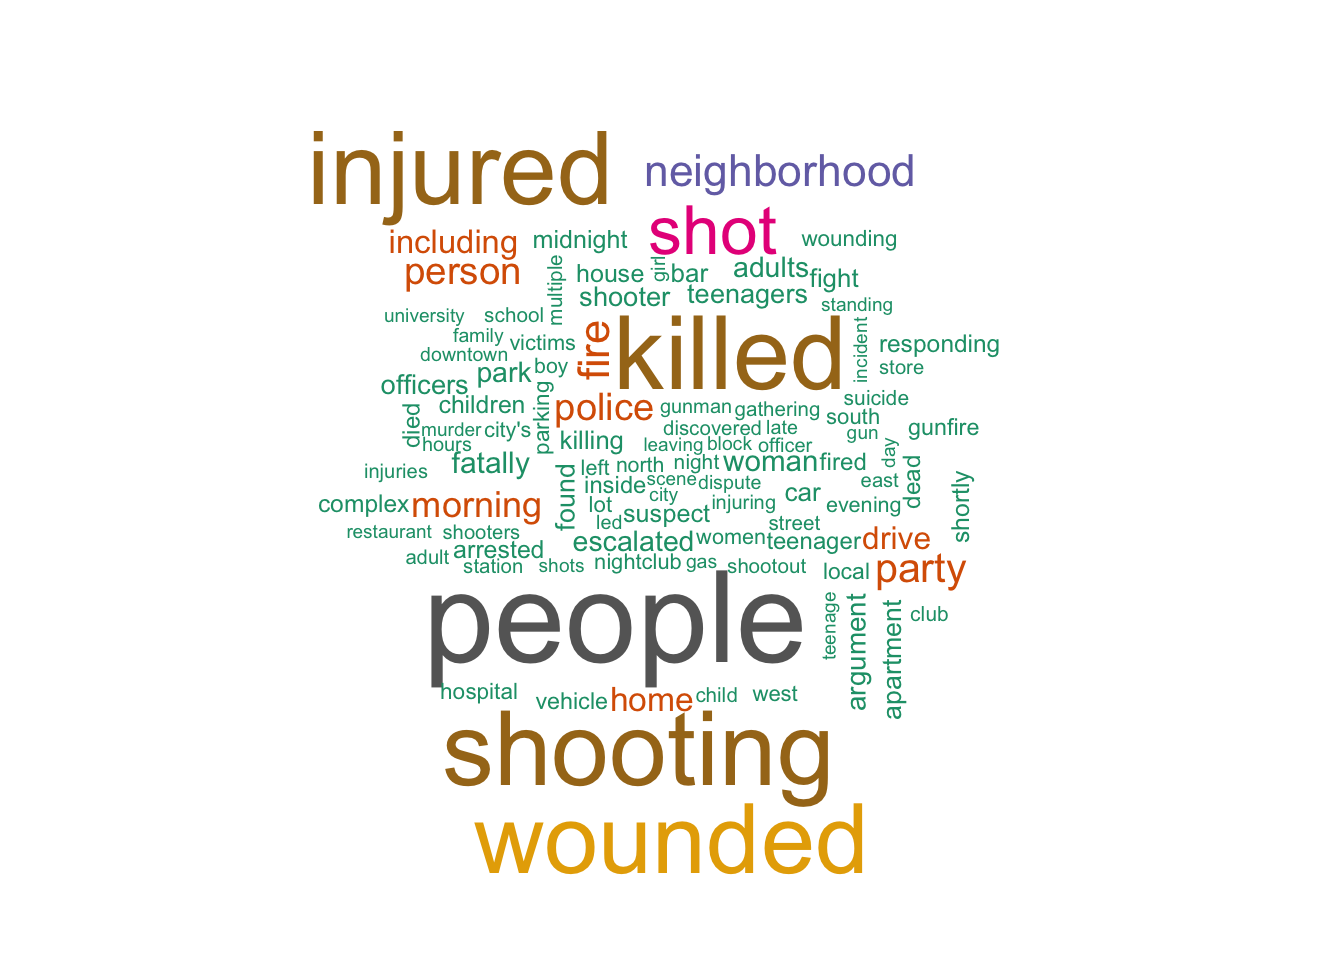 injured
neighborhood
shot
including
midnight
wounding
person
multiple
house
girl
bar
adults
fight
shooter
teenagers
standing
university
school
fire
killed
incident
family
victims
responding
downtown
park
boy
store
officers
children
parking
police
gunman
gathering
suicide
south
died
murder
city's
discovered
late
gun
gunfire
hours
killing
leaving
block
officer
day
injuries
fatally
left
north
night
woman
fired
dead
found
inside
scene
city
dispute
east
shortly
complex
morning
lot
injuring
car
evening
restaurant
shooters
led
suspect
street
adult
arrested
escalated
women
teenager
drive
station
shots
nightclub
gas
shootout
local
party
people
teenage
argument
apartment
club
hospital
vehicle
home
child
west
shooting
wounded